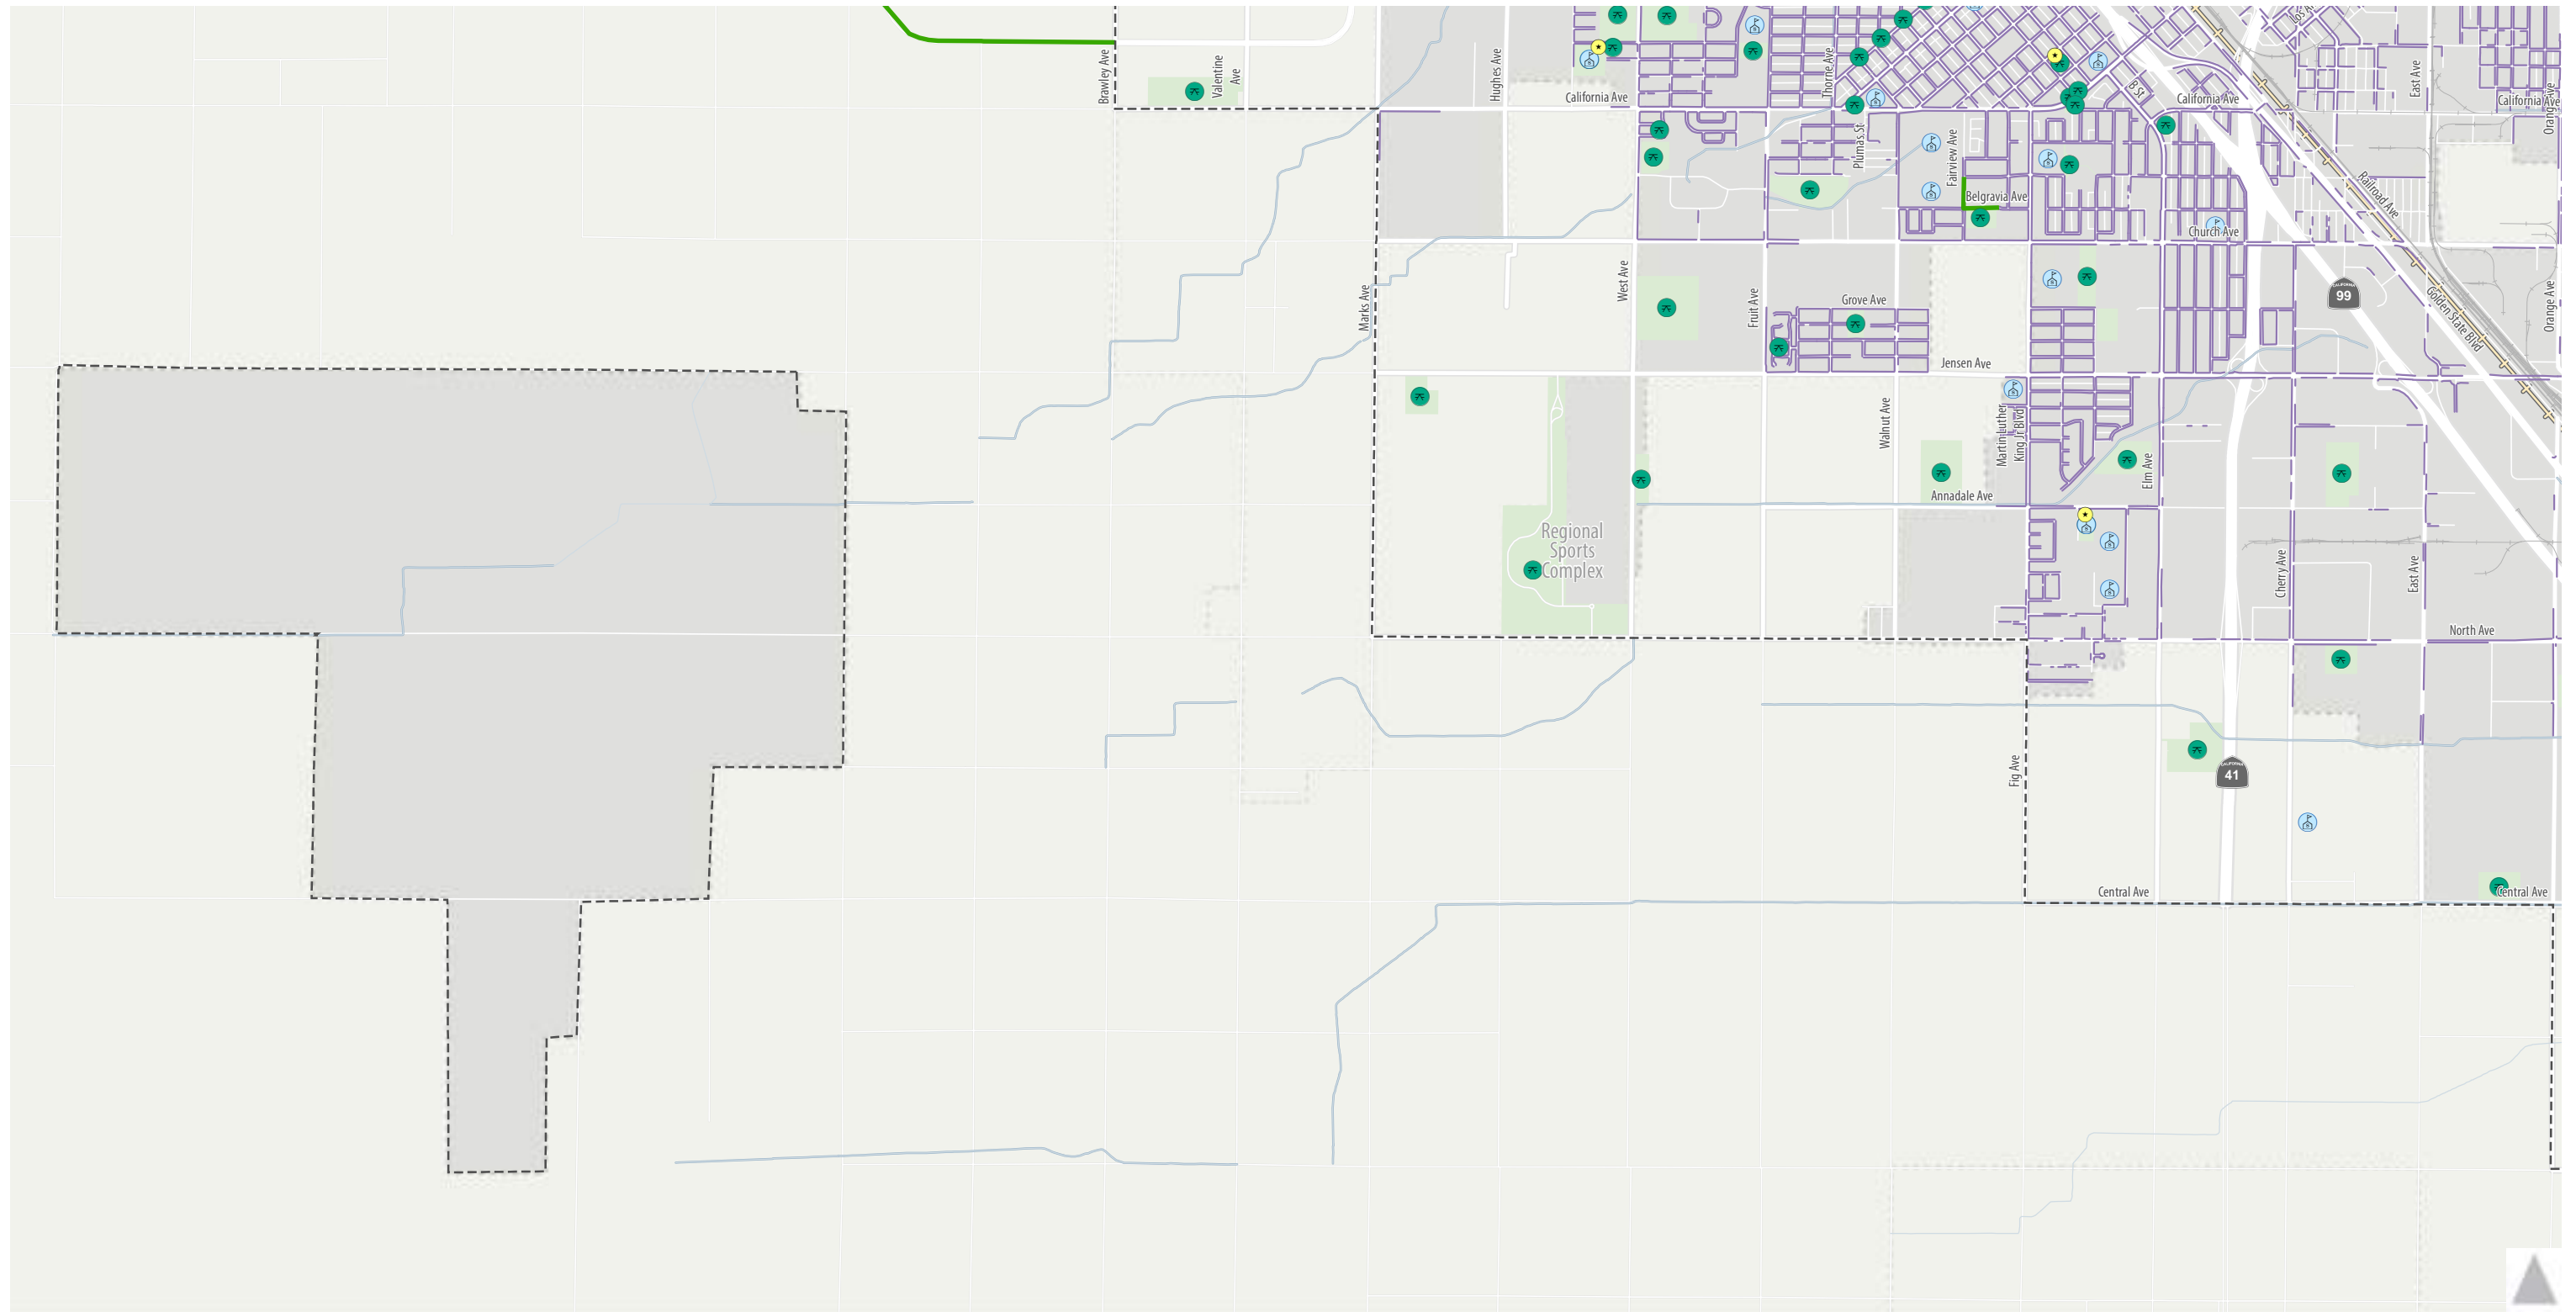 Brawley Ave
Valentine
Ave
Hughes Ave
California Ave
Thorne Ave
Plumas St
Fairview Ave
Belgravia Ave
B St
California Ave
East Ave
California Ave
Orange Ave
Railroad Ave
Church Ave
99
Golden State Blvd
Orange Ave
Marks Ave
West Ave
Fruit Ave
Grove Ave
Jensen Ave
Walnut Ave
Martin Luther
King Jr Blvd
Elm Ave
Annadale Ave
Regional
Sports
Complex
Cherry Ave
East Ave
North Ave
Fig Ave
41
Central Ave
Central Ave